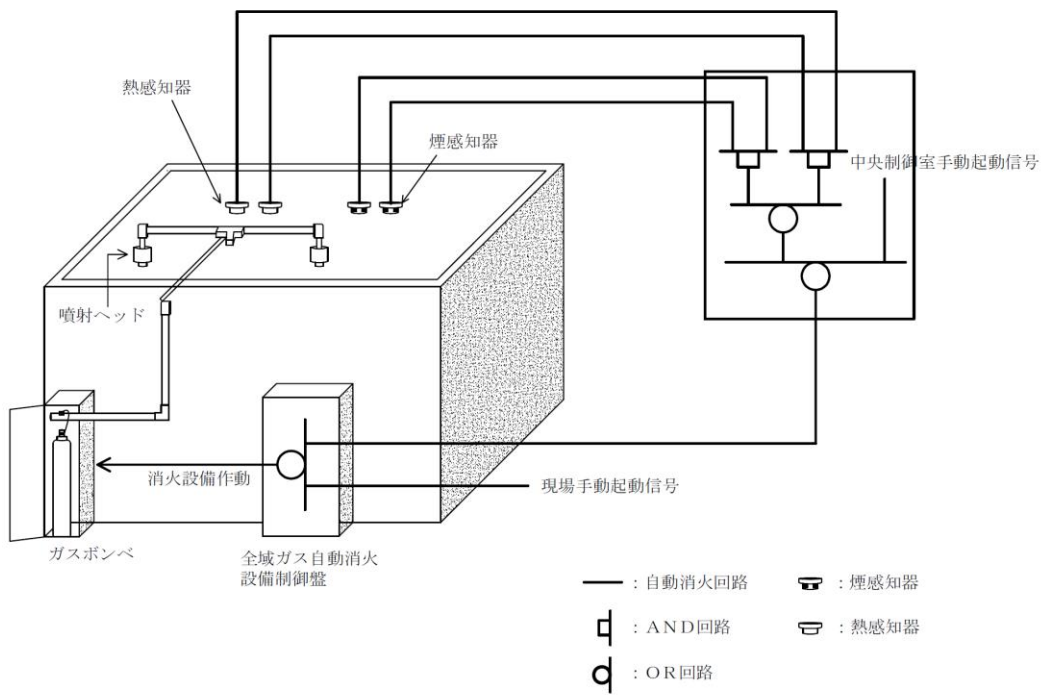 熱感知器
煙感知器
中央制御室手動起動信号
噴射ヘッド
消火設備作動
現場手動起動信号
ガスボンベ
全域ガス自動消火
設備制御盤
：自動消火回路
：煙感知器
：AND回路
：熱感知器
：OR回路